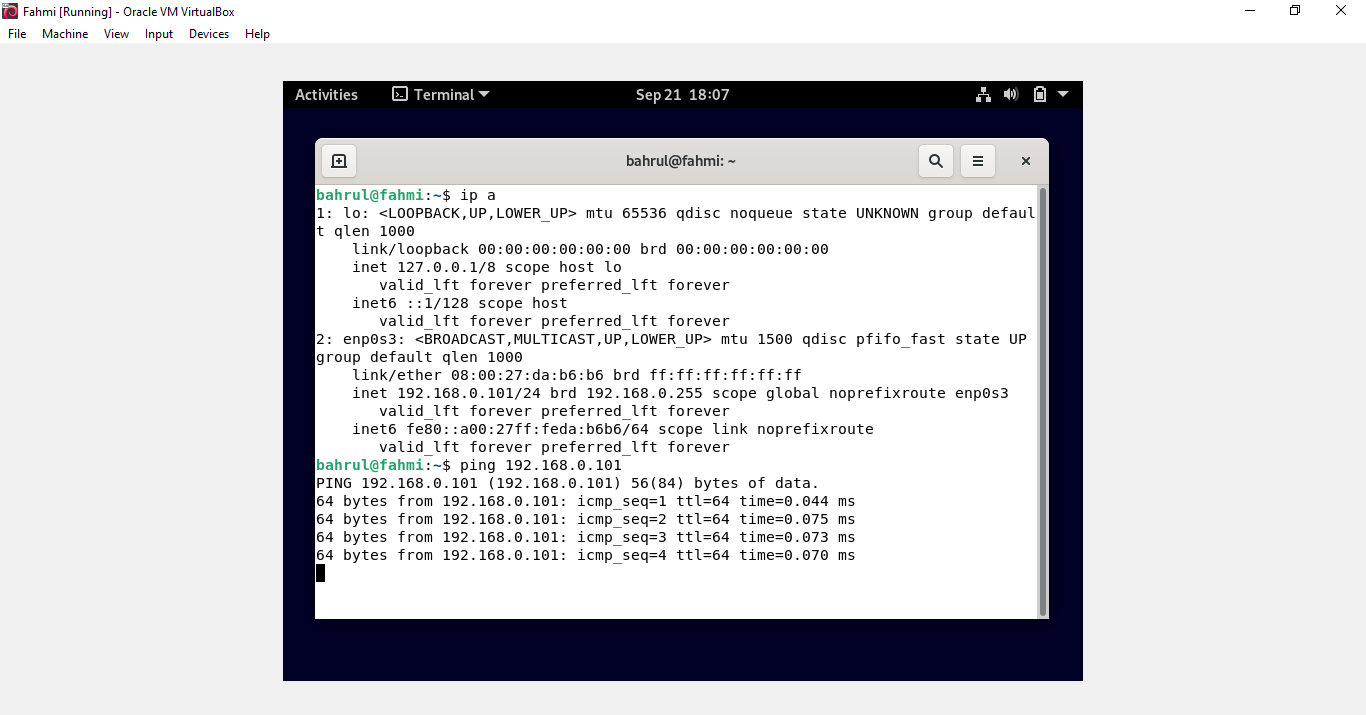 Fahmi [Running] - Oracle VM VirtualBox
File Machine View Input Devices Help
Activities Terminal Sep 21 18:07
bahrul@fahmi: ~
bahrul@fahmi:~$ ip a
1: lo: <LOOPBACK,UP,LOWER_UP> mtu 65536 qdisc noqueue state UNKNOWN group defaul
t qlen 1000
link/loopback 00:00:00:00:00:00 brd 00:00:00:00:00:00
inet 127.0.0.1/8 scope host lo
valid_lft forever preferred_lft forever
inet6 ::1/128 scope host
valid_lft forever preferred_lft forever
2: enp0s3: <BROADCAST,MULTICAST,UP,LOWER_UP> mtu 1500 qdisc pfifo_fast state UP
group default qlen 1000
link/ether 08:00:27:da:b6:b6 brd ff:ff:ff:ff:ff:ff
inet 192.168.0.101/24 brd 192.168.0.255 scope global noprefixroute enp0s3
valid_lft forever preferred_lft forever
inet6 fe80::a00:27ff:feda:b6b6/64 scope link noprefixroute
valid_lft forever preferred_lft forever
bahrul@fahmi:~$ ping 192.168.0.101
PING 192.168.0.101 (192.168.0.101) 56(84) bytes of data.
64 bytes from 192.168.0.101: icmp_seq=1 ttl=64 time=0.044 ms
64 bytes from 192.168.0.101: icmp_seq=2 ttl=64 time=0.075 ms
64 bytes from 192.168.0.101: icmp_seq=3 ttl=64 time=0.073 ms
64 bytes from 192.168.0.101: icmp_seq=4 ttl=64 time=0.070 ms